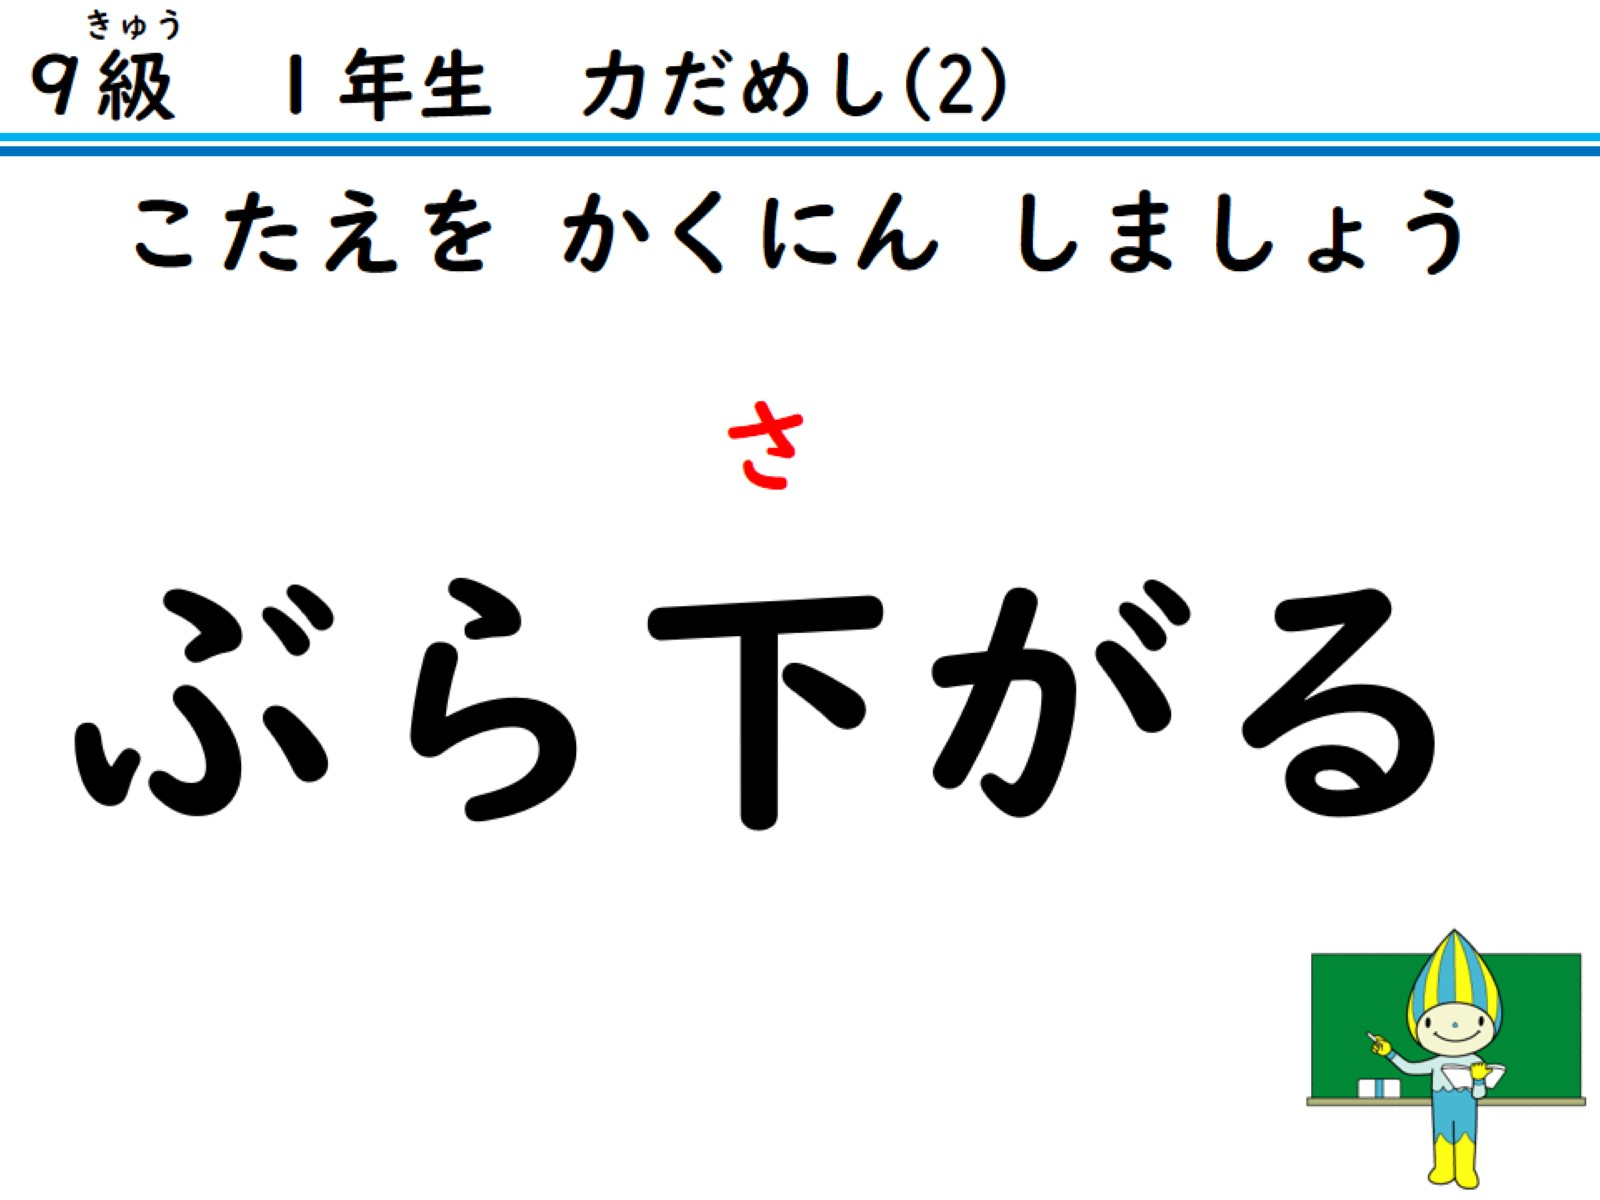 きゅう
9級 1年生 力だめし(2)
こたえを かくにん しましょう
さ
ぶら下がる